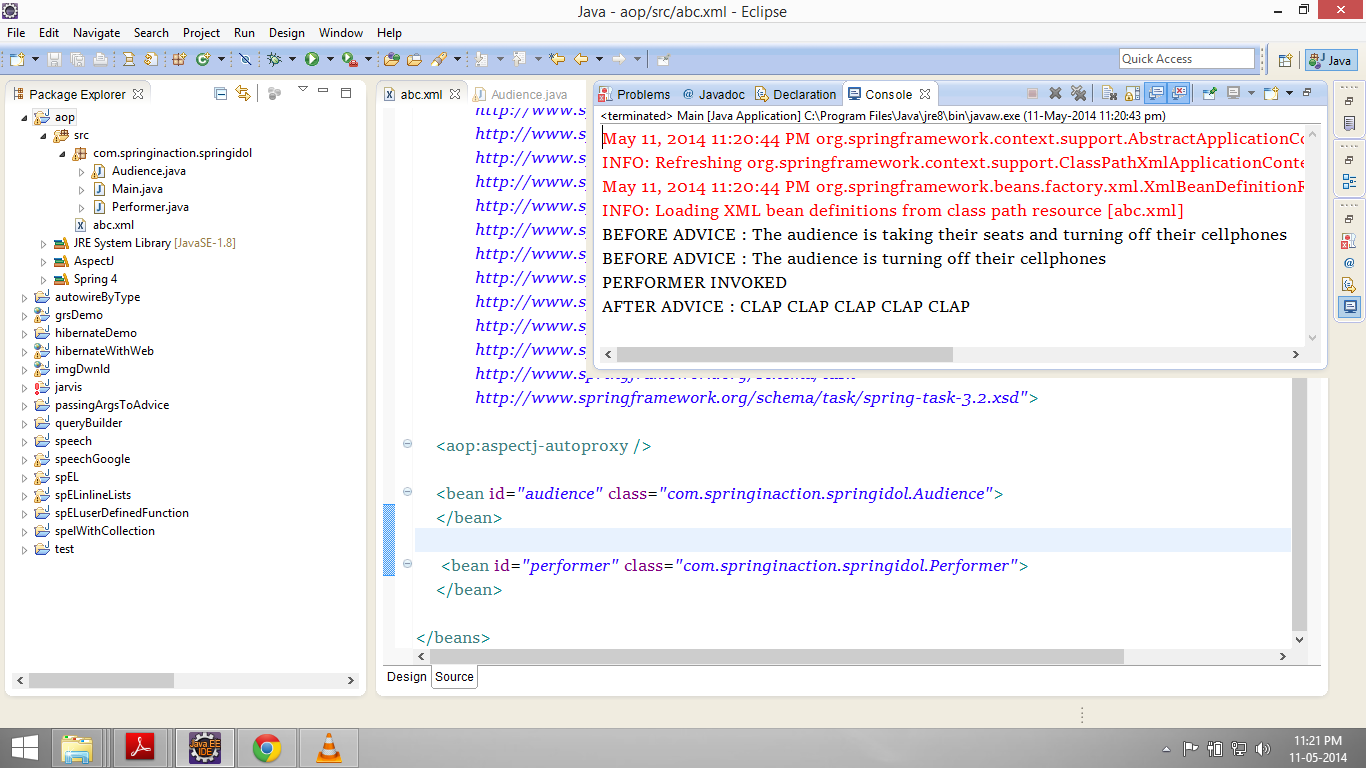 Java - aop/src/abc.xml - Eclipse
File Edit Navigate Search Project Run Design Window Help
Quick Access
Java
Package Explorer
aop
src
com.springinaction.springidol
Audience.java
Main.java
Performer.java
abc.xml
JRE System Library [JavaSE-1.8]
AspectJ
Spring 4
autowireByType
grsDemo
hibernateDemo
hibernateWithWeb
imgDwnld
jarvis
passingArgsToAdvice
queryBuilder
speech
speechGoogle
spEL
spELinlineLists
spELuserDefinedFunction
spelWithCollection
test
abc.xml Audience.java
http://www.s
http://www.s
http://www.s
http://www.s
http://www.s
http://www.s
http://www.s
http://www.s
http://www.s
http://www.s
http://www.s
http://www.springframework.org/schema/task
http://www.springframework.org/schema/task/spring-task-3.2.xsd">
<aop:aspectj-autoproxy />
<bean id="audience" class="com.springinaction.springidol.Audience">
</bean>
<bean id="performer" class="com.springinaction.springidol.Performer">
</bean>
</beans>
Design Source
Problems Javadoc Declaration Console
<terminated> Main [Java Application] C:\Program Files\Java\jre8\bin\javaw.exe (11-May-2014 11:20:43 pm)
May 11, 2014 11:20:44 PM org.springframework.context.support.AbstractApplicationCo
INFO: Refreshing org.springframework.context.support.ClassPathXmlApplicationConte
May 11, 2014 11:20:44 PM org.springframework.beans.factory.xml.XmlBeanDefinitionR
INFO: Loading XML bean definitions from class path resource [abc.xml]
BEFORE ADVICE : The audience is taking their seats and turning off their cellphones
BEFORE ADVICE : The audience is turning off their cellphones
PERFORMER INVOKED
AFTER ADVICE : CLAP CLAP CLAP CLAP CLAP
Java EE
IDE
11:21 PM
11-05-2014